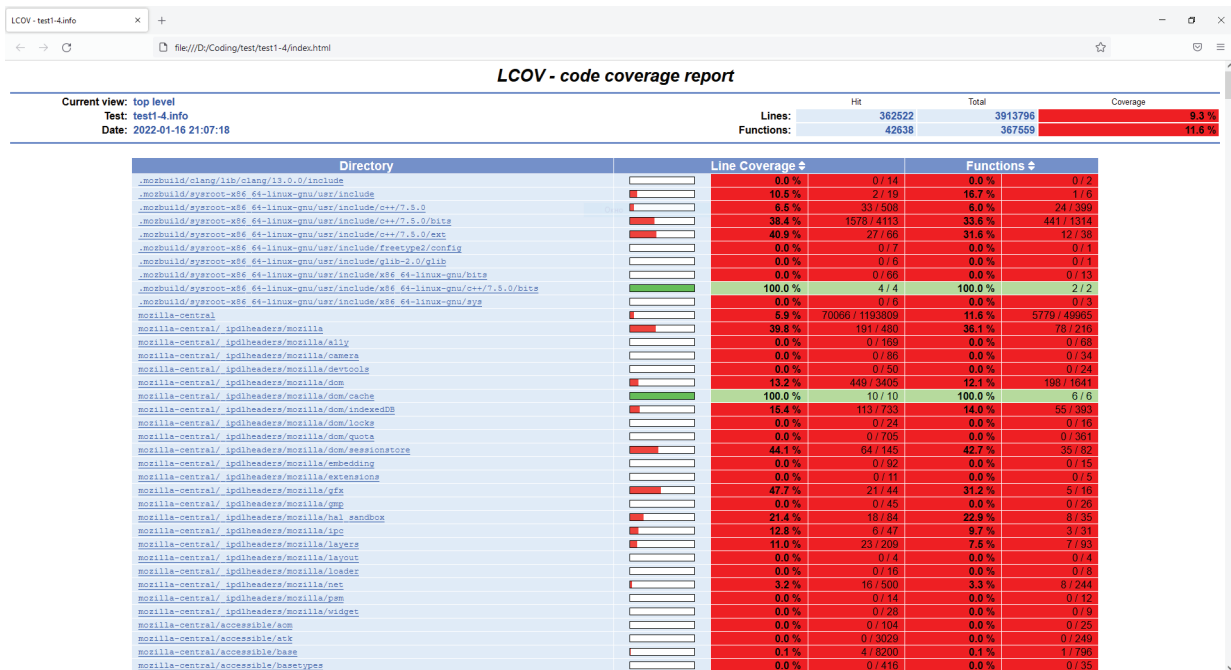 LCOV - test1-4.info
file:///D:/Coding/test/test1-4/index.html
LCOV - code coverage report
Current view: top level Hit Total Coverage
Test: test1-4.info Lines: 362522 3913796 9.3 %
Date: 2022-01-16 21:07:18 Functions: 42638 367559 11.6 %
Directory Line Coverage Functions
.mozbuild/clang/lib/clang/13.0.0/include 0.0 % 0 / 14 0.0 % 0 / 2
.mozbuild/sysroot-x86_64-linux-gnu/usr/include 10.5 % 2 / 19 16.7 % 1 / 6
.mozbuild/sysroot-x86_64-linux-gnu/usr/include/c++/7.5.0 6.5 % 33 / 508 6.0 % 24 / 399
.mozbuild/sysroot-x86_64-linux-gnu/usr/include/c++/7.5.0/bits 38.4 % 1578 / 4113 33.6 % 441 / 1314
.mozbuild/sysroot-x86_64-linux-gnu/usr/include/c++/7.5.0/ext 40.9 % 27 / 66 31.6 % 12 / 38
.mozbuild/sysroot-x86_64-linux-gnu/usr/include/freetype2/config 0.0 % 0 / 7 0.0 % 0 / 1
.mozbuild/sysroot-x86_64-linux-gnu/usr/include/glib-2.0/glib 0.0 % 0 / 6 0.0 % 0 / 1
.mozbuild/sysroot-x86_64-linux-gnu/usr/include/x86_64-linux-gnu/bits 0.0 % 0 / 66 0.0 % 0 / 13
.mozbuild/sysroot-x86_64-linux-gnu/usr/include/x86_64-linux-gnu/c++/7.5.0/bits 100.0 % 4 / 4 100.0 % 2 / 2
.mozbuild/sysroot-x86_64-linux-gnu/usr/include/x86_64-linux-gnu/sys 0.0 % 0 / 6 0.0 % 0 / 3
mozilla-central 5.9 % 70066 / 1193809 11.6 % 5779 / 49965
mozilla-central/_ipdlheaders/mozilla 39.8 % 191 / 480 36.1 % 78 / 216
mozilla-central/_ipdlheaders/mozilla/a11y 0.0 % 0 / 169 0.0 % 0 / 68
mozilla-central/_ipdlheaders/mozilla/camera 0.0 % 0 / 86 0.0 % 0 / 34
mozilla-central/_ipdlheaders/mozilla/devtools 0.0 % 0 / 50 0.0 % 0 / 24
mozilla-central/_ipdlheaders/mozilla/dom 13.2 % 449 / 3405 12.1 % 198 / 1641
mozilla-central/_ipdlheaders/mozilla/dom/cache 100.0 % 10 / 10 100.0 % 6 / 6
mozilla-central/_ipdlheaders/mozilla/dom/indexedDB 15.4 % 113 / 733 14.0 % 55 / 393
mozilla-central/_ipdlheaders/mozilla/dom/locks 0.0 % 0 / 24 0.0 % 0 / 16
mozilla-central/_ipdlheaders/mozilla/dom/quota 0.0 % 0 / 705 0.0 % 0 / 361
mozilla-central/_ipdlheaders/mozilla/dom/sessionstore 44.1 % 64 / 145 42.7 % 35 / 82
mozilla-central/_ipdlheaders/mozilla/embedding 0.0 % 0 / 92 0.0 % 0 / 15
mozilla-central/_ipdlheaders/mozilla/extensions 0.0 % 0 / 11 0.0 % 0 / 5
mozilla-central/_ipdlheaders/mozilla/gfx 47.7 % 21 / 44 31.2 % 5 / 16
mozilla-central/_ipdlheaders/mozilla/gmp 0.0 % 0 / 45 0.0 % 0 / 26
mozilla-central/_ipdlheaders/mozilla/hal_sandbox 21.4 % 18 / 84 22.9 % 8 / 35
mozilla-central/_ipdlheaders/mozilla/ipc 12.8 % 6 / 47 9.7 % 3 / 31
mozilla-central/_ipdlheaders/mozilla/layers 11.0 % 23 / 209 7.5 % 7 / 93
mozilla-central/_ipdlheaders/mozilla/layout 0.0 % 0 / 4 0.0 % 0 / 4
mozilla-central/_ipdlheaders/mozilla/loader 0.0 % 0 / 16 0.0 % 0 / 8
mozilla-central/_ipdlheaders/mozilla/net 3.2 % 16 / 500 3.3 % 8 / 244
mozilla-central/_ipdlheaders/mozilla/psm 0.0 % 0 / 14 0.0 % 0 / 12
mozilla-central/_ipdlheaders/mozilla/widget 0.0 % 0 / 28 0.0 % 0 / 9
mozilla-central/accessible/aom 0.0 % 0 / 104 0.0 % 0 / 25
mozilla-central/accessible/atk 0.0 % 0 / 3029 0.0 % 0 / 249
mozilla-central/accessible/base 0.1 % 4 / 8200 0.1 % 1 / 796
mozilla-central/accessible/basetypes 0.0 % 0 / 416 0.0 % 0 / 35